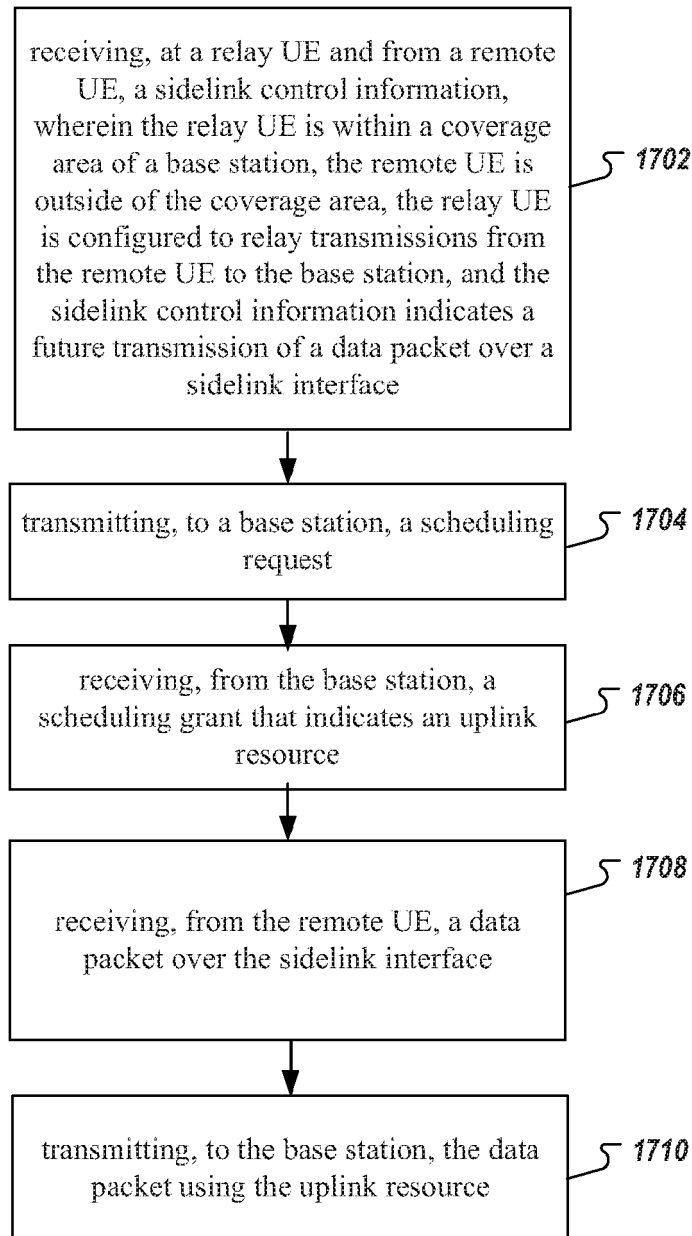 receiving, at a relay UE and from a remote
UE, a sidelink control information,
wherein the relay UE is within a coverage
area of a base station, the remote UE is
outside of the coverage area, the relay UE
is configured to relay transmissions from
the remote UE to the base station, and the
sidelink control information indicates a
future transmission of a data packet over a
sidelink interface
1702
transmitting, to a base station, a scheduling
request
1704
receiving, from the base station, a
scheduling grant that indicates an uplink
resource
1706
receiving, from the remote UE, a data
packet over the sidelink interface
1708
transmitting, to the base station, the data
packet using the uplink resource
1710